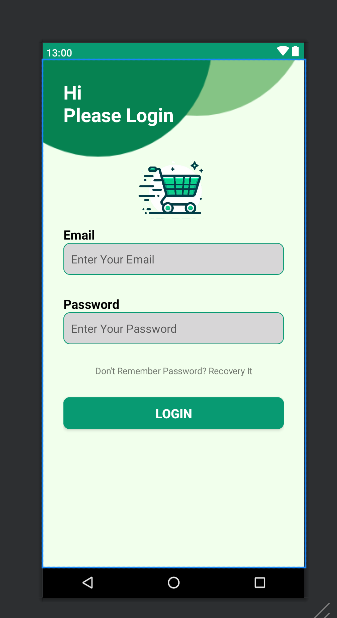 13:00
Hi
Please Login
Email
Enter Your Email
Password
Enter Your Password
Don't Remember Password? Recovery It
LOGIN